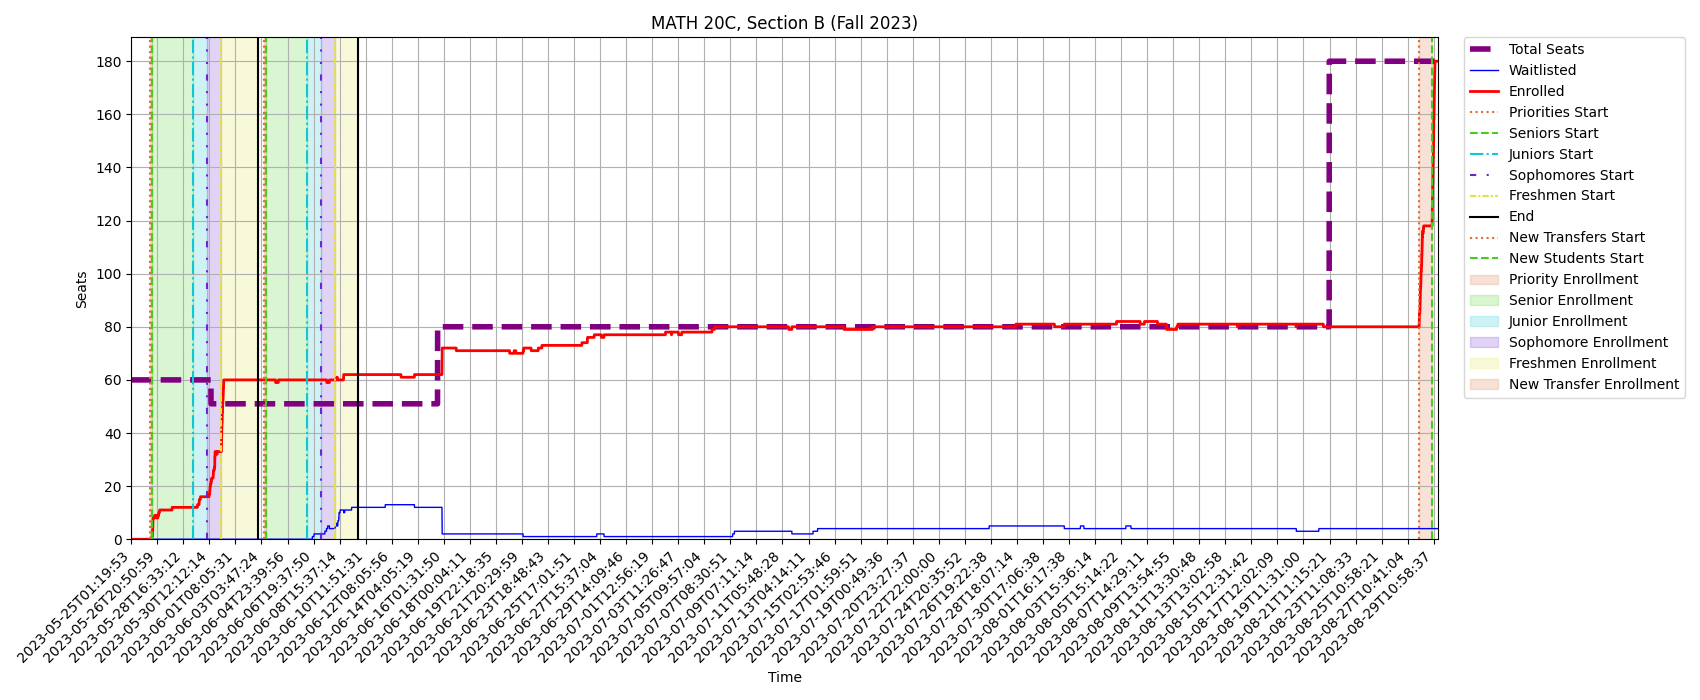 MATH 20C, Section B (Fall 2023)
Seats
180
160
140
120
100
80
60
40
20
0
2023-05-25T01:19:53
2023-05-26T20:50:59
2023-05-28T16:33:12
2023-05-30T12:12:14
2023-06-01T08:05:31
2023-06-03T03:47:24
2023-06-04T23:39:56
2023-06-06T19:37:50
2023-06-08T15:37:14
2023-06-10T11:51:31
2023-06-12T08:05:56
2023-06-14T04:05:19
2023-06-16T01:31:50
2023-06-18T00:04:11
2023-06-19T22:18:35
2023-06-21T20:29:59
2023-06-23T18:48:43
2023-06-25T17:01:51
2023-06-27T15:37:04
2023-06-29T14:09:46
2023-07-01T12:56:19
2023-07-03T11:26:47
2023-07-05T09:57:04
2023-07-07T08:30:51
2023-07-09T07:11:14
2023-07-11T05:48:28
2023-07-13T04:14:11
2023-07-15T02:53:46
2023-07-17T01:59:51
2023-07-19T00:49:36
2023-07-20T23:27:37
2023-07-22T22:00:00
2023-07-24T20:35:52
2023-07-26T19:22:38
2023-07-28T18:07:14
2023-07-30T17:06:38
2023-08-01T16:17:38
2023-08-03T15:36:14
2023-08-05T15:14:22
2023-08-07T14:29:11
2023-08-09T13:54:55
2023-08-11T13:30:48
2023-08-13T13:02:58
2023-08-15T12:31:42
2023-08-17T12:02:09
2023-08-19T11:31:00
2023-08-21T11:15:21
2023-08-23T11:08:33
2023-08-25T10:58:21
2023-08-27T10:41:04
2023-08-29T10:58:37
Time
Total Seats
Waitlisted
Enrolled
Priorities Start
Seniors Start
Juniors Start
Sophomores Start
Freshmen Start
End
New Transfers Start
New Students Start
Priority Enrollment
Senior Enrollment
Junior Enrollment
Sophomore Enrollment
Freshmen Enrollment
New Transfer Enrollment